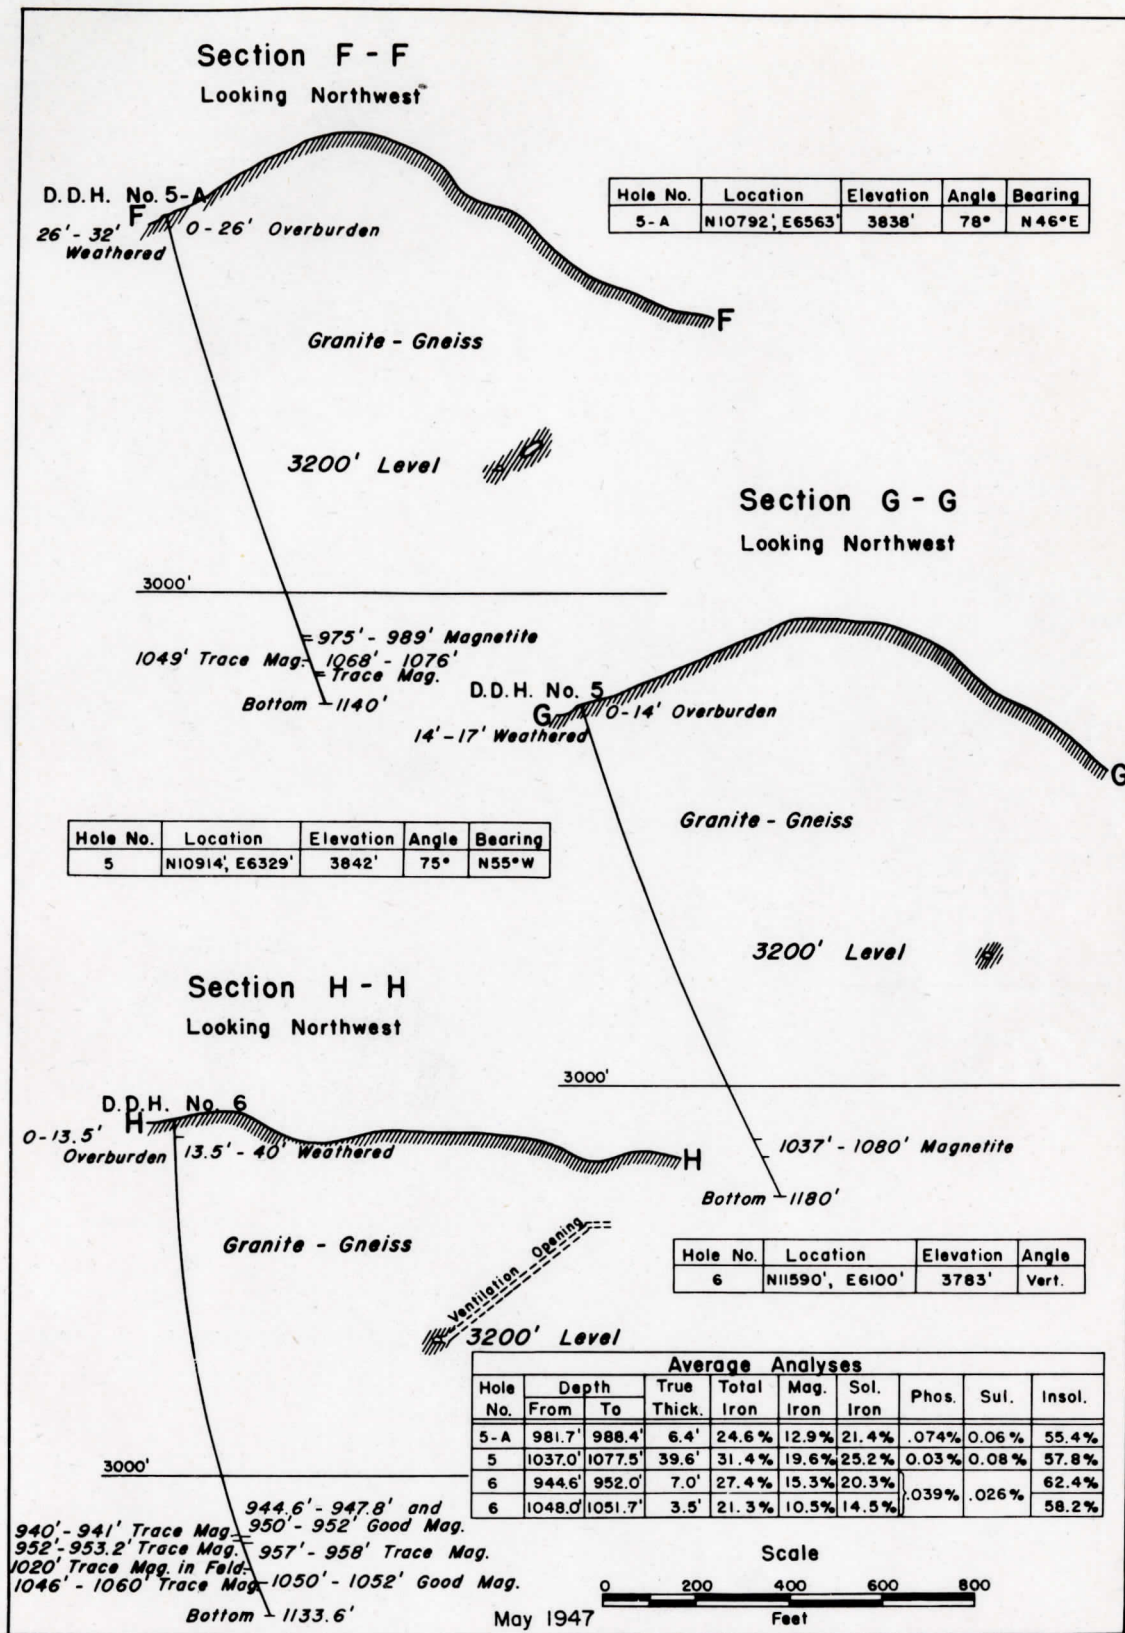 Section F - F
Looking Northwest
D.D.H. No. 5-A
F
26' - 32'
Weathered
0 - 26' Overburden
Hole No. Location Elevation Angle Bearing
5-A N10792', E6563' 3838' 78° N46°E
F
Granite - Gneiss
3200' Level
3000'
975' - 989' Magnetite
1049' Trace Mag. 1068' - 1076'
Trace Mag.
Bottom 1140'
Section G - G
Looking Northwest
D.D.H. No. 5
G
0-14' Overburden
14' - 17' Weathered
G
Hole No. Location Elevation Angle Bearing
5 N10914', E6329' 3842' 75° N55°W
Granite - Gneiss
3200' Level
3000'
1037' - 1080' Magnetite
Bottom 1180'
Section H - H
Looking Northwest
D.D.H. No. 6
H
0-13.5'
Overburden
13.5' - 40' Weathered
H
Granite - Gneiss
Ventilation Opening
3200' Level
Hole No. Location Elevation Angle
6 N11590', E6100' 3783' Vert.
Average Analyses
Hole No. Depth From To True Thick. Total Iron Mag. Iron Sol. Iron Phos. Sul. Insol.
5-A 981.7' 988.4' 6.4' 24.6% 12.9% 21.4% .074% 0.06% 55.4%
5 1037.0' 1077.5' 39.6' 31.4% 19.6% 25.2% 0.03% 0.08% 57.8%
6 944.6' 952.0' 7.0' 27.4% 15.3% 20.3% .039% .026% 62.4%
6 1048.0' 1051.7' 3.5' 21.3% 10.5% 14.5% 58.2%
3000'
944.6' - 947.8' and
940' - 941' Trace Mag. 950' - 952' Good Mag.
952' - 953.2' Trace Mag. 957' - 958' Trace Mag.
1020' Trace Mag. in Feld.
1046' - 1060' Trace Mag. 1050' - 1052' Good Mag.
Bottom 1133.6'
May 1947
Scale
0 200 400 600 800
Feet